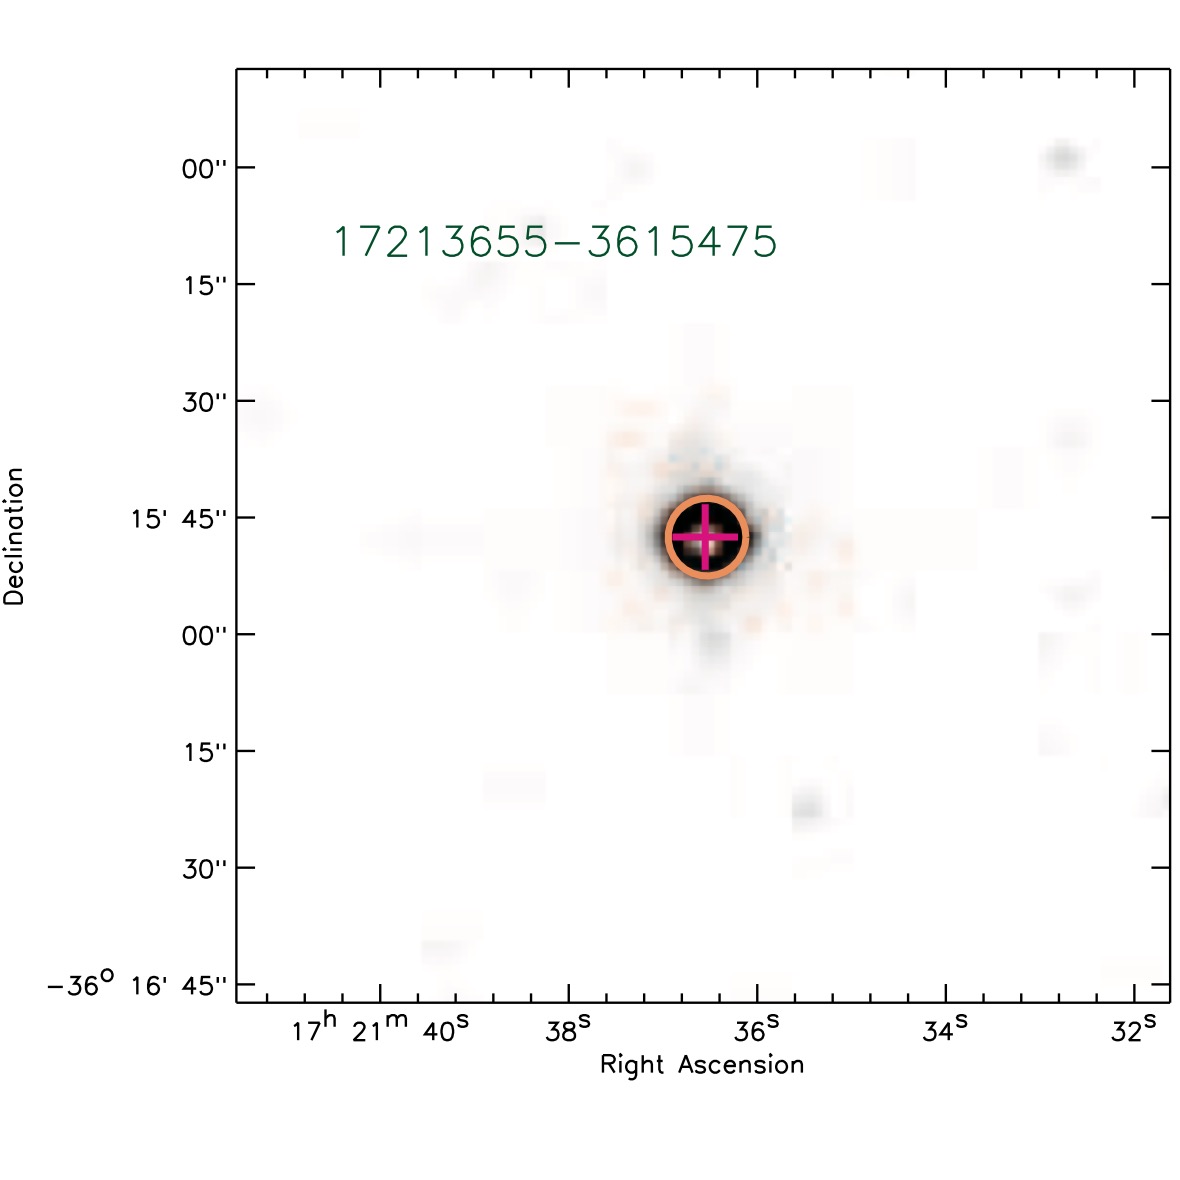 00"
17213655−3615475
15"
30"
15' 45"
00"
15"
30"
−36° 16' 45"
Declination
17h 21m 40s 38s 36s 34s 32s
Right Ascension